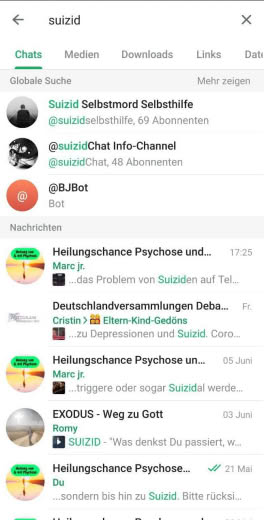 suizid
Chats Medien Downloads Links Date
Globale Suche Mehr zeigen
Suizid Selbstmord Selbsthilfe
@suizidselbsthilfe, 69 Abonnenten
@suizidChat Info-Channel
@suizidChat, 48 Abonnenten
@BJBot
Bot
Nachrichten
Heilungschance Psychose und... 17:25
Marc jr.
...das Problem von Suiziden auf Tel...
Deutschlandversammlungen Deba... Fr.
Cristin > Eltern-Kind-Gedöns
...zu Depressionen und Suizid. Coro...
Heilungschance Psychose un... 05 Juni
Marc jr.
...triggere oder sogar Suizidal werde...
EXODUS - Weg zu Gott 03 Juni
Romy
SUIZID - "Was denkst Du passiert, w...
Heilungschance Psychose... 21 Mai
Du
...sondern bis hin zu Suizid. Bitte rücksi...